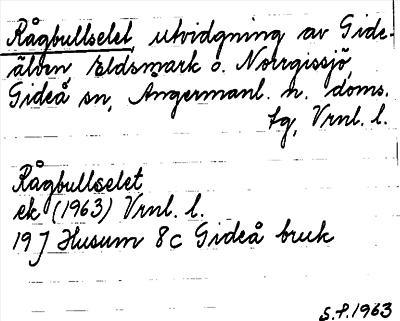 Rågbullselet, utvidgning av Gide-
älven, Eldsmark o. Norrgissjö,
Gideå sn, Ångermanl. n. doms.
tg, Vrnl. l.
Rågbullselet
ek (1963) Vrnl. l.
19 J Husum 8c Gideå bruk
S.P. 1963